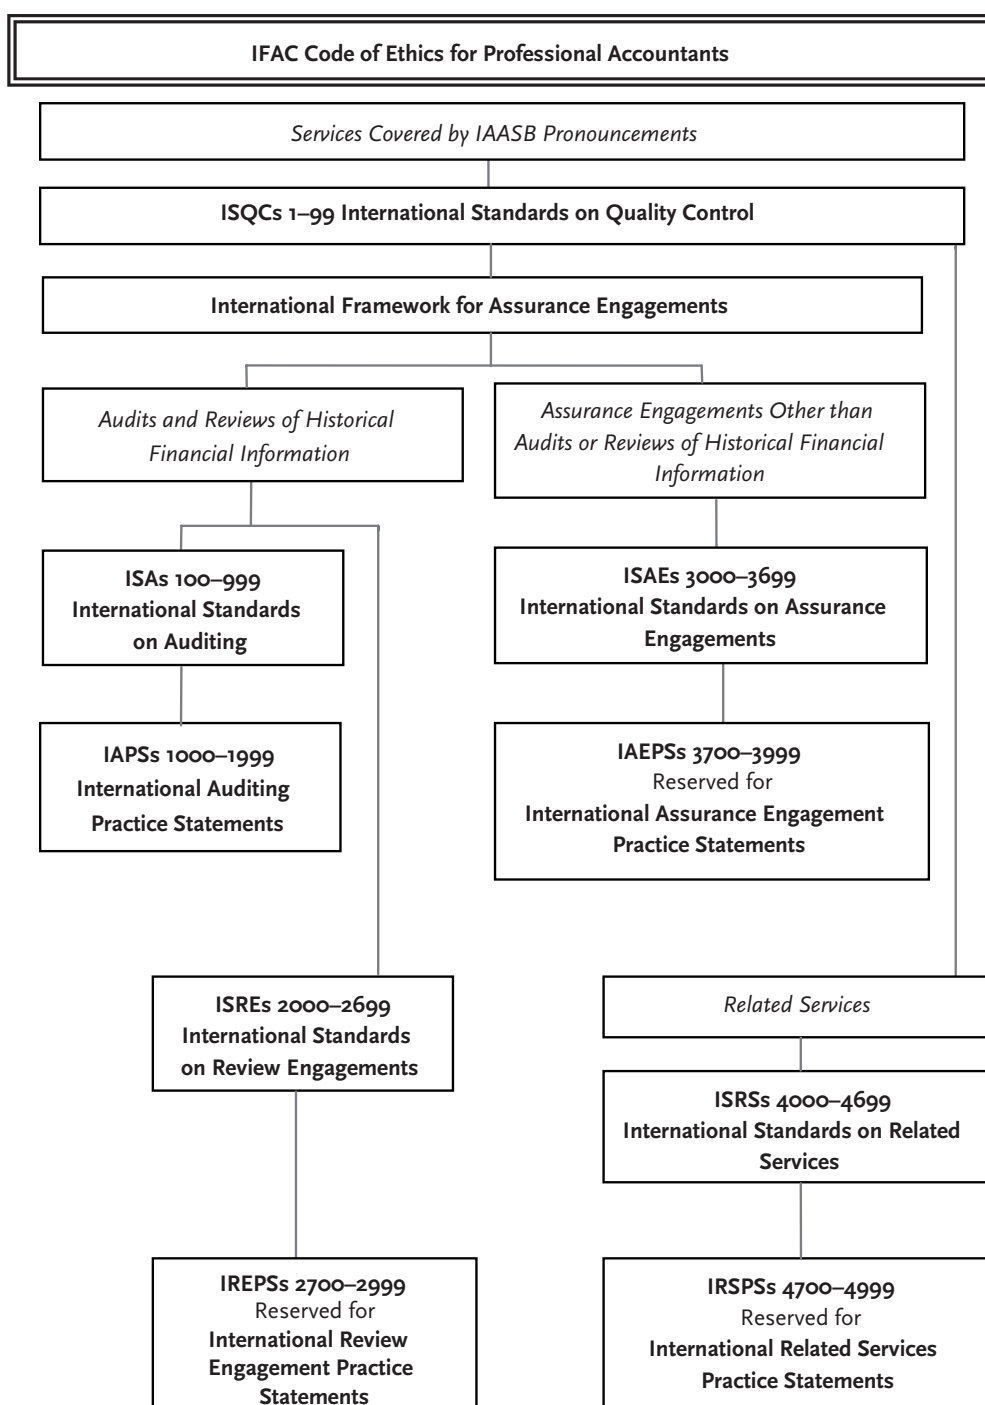 IFAC Code of Ethics for Professional Accountants
Services Covered by IAASB Pronouncements
ISQCs 1–99 International Standards on Quality Control
International Framework for Assurance Engagements
Audits and Reviews of Historical
Financial Information
Assurance Engagements Other than
Audits or Reviews of Historical Financial
Information
ISAs 100–999
International Standards
on Auditing
ISAEs 3000–3699
International Standards on Assurance
Engagements
IAPSs 1000–1999
International Auditing
Practice Statements
IAEPSs 3700–3999
Reserved for
International Assurance Engagement
Practice Statements
ISREs 2000–2699
International Standards
on Review Engagements
Related Services
ISRSs 4000–4699
International Standards on Related
Services
IREPSs 2700–2999
Reserved for
International Review
Engagement Practice
Statements
IRSPSs 4700–4999
Reserved for
International Related Services
Practice Statements